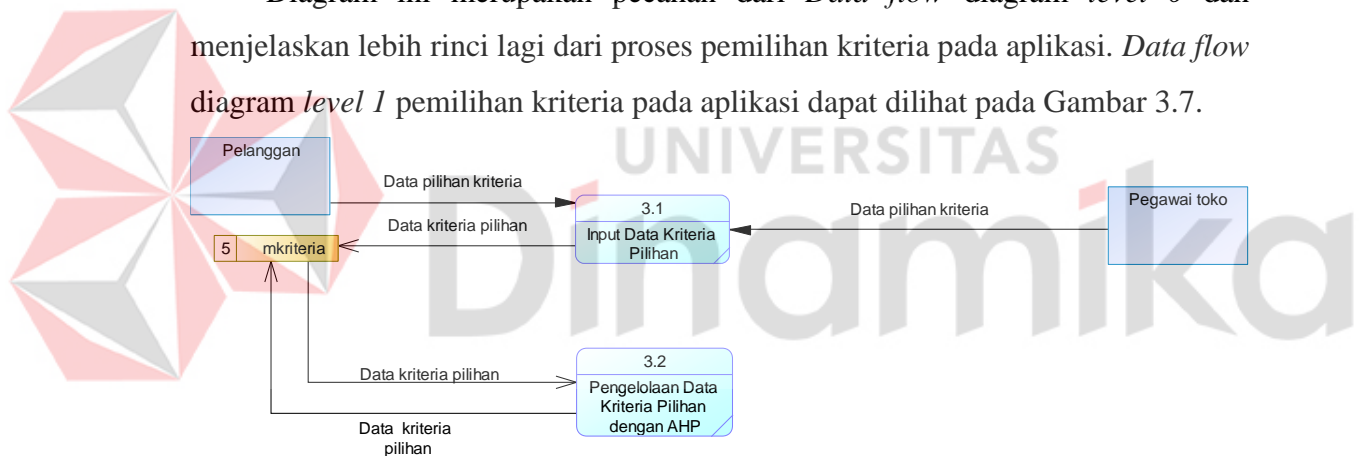 Diagram ini merupakan pecahan dari Data flow diagram level 0 dan
menjelaskan lebih rinci lagi dari proses pemilihan kriteria pada aplikasi. Data flow
diagram level 1 pemilihan kriteria pada aplikasi dapat dilihat pada Gambar 3.7.
UNIVERSITAS
Dinamika
Pelanggan
Data pilihan kriteria
3.1
Input Data Kriteria
Pilihan
Data pilihan kriteria
Pegawai toko
Data kriteria pilihan
5 mkriteria
Data kriteria pilihan
3.2
Pengelolaan Data
Kriteria Pilihan
dengan AHP
Data kriteria
pilihan